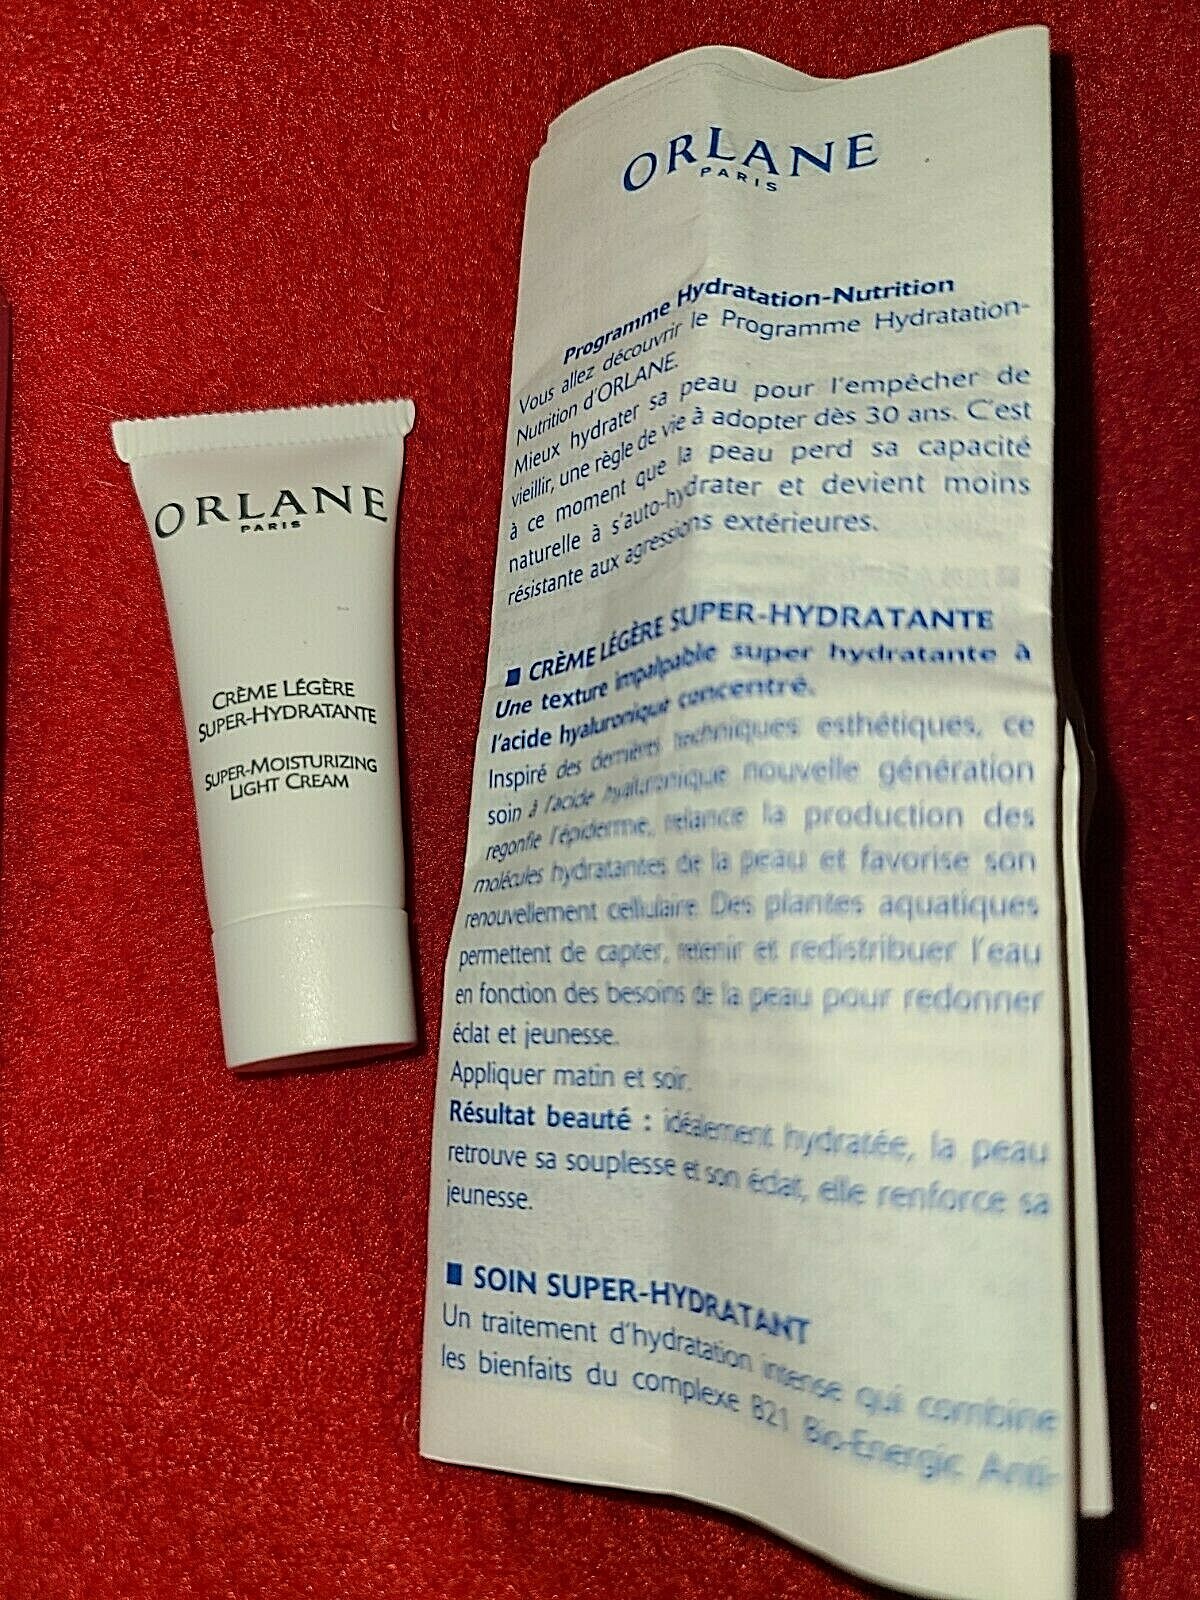 ORLANE
PARIS
CRÈME LÉGÈRE
SUPER-HYDRATANTE
SUPER-MOISTURIZING
LIGHT CREAM
ORLANE
PARIS
Programme Hydratation-Nutrition
Vous allez découvrir le Programme Hydratation-
Nutrition d'ORLANE.
Mieux hydrater sa peau pour l'empêcher de
vieillir, une règle de vie à adopter dès 30 ans. C'est
à ce moment que la peau perd sa capacité
naturelle à s'auto-hydrater et devient moins
résistante aux agressions extérieures.
■ CRÈME LÉGÈRE SUPER-HYDRATANTE
Une texture impalpable super hydratante à
l'acide hyaluronique concentré.
Inspiré des dernières techniques esthétiques, ce
soin à l'acide hyaluronique nouvelle génération
regonfle l'épiderme, relance la production des
molécules hydratantes de la peau et favorise son
renouvellement cellulaire. Des plantes aquatiques
permettent de capter, retenir et redistribuer l'eau
en fonction des besoins de la peau pour redonner
éclat et jeunesse.
Appliquer matin et soir.
Résultat beauté : idéalement hydratée, la peau
retrouve sa souplesse et son éclat, elle renforce sa
jeunesse.
■ SOIN SUPER-HYDRATANT
Un traitement d'hydratation intense qui combine
les bienfaits du complexe B21 Bio-Energic Anti-